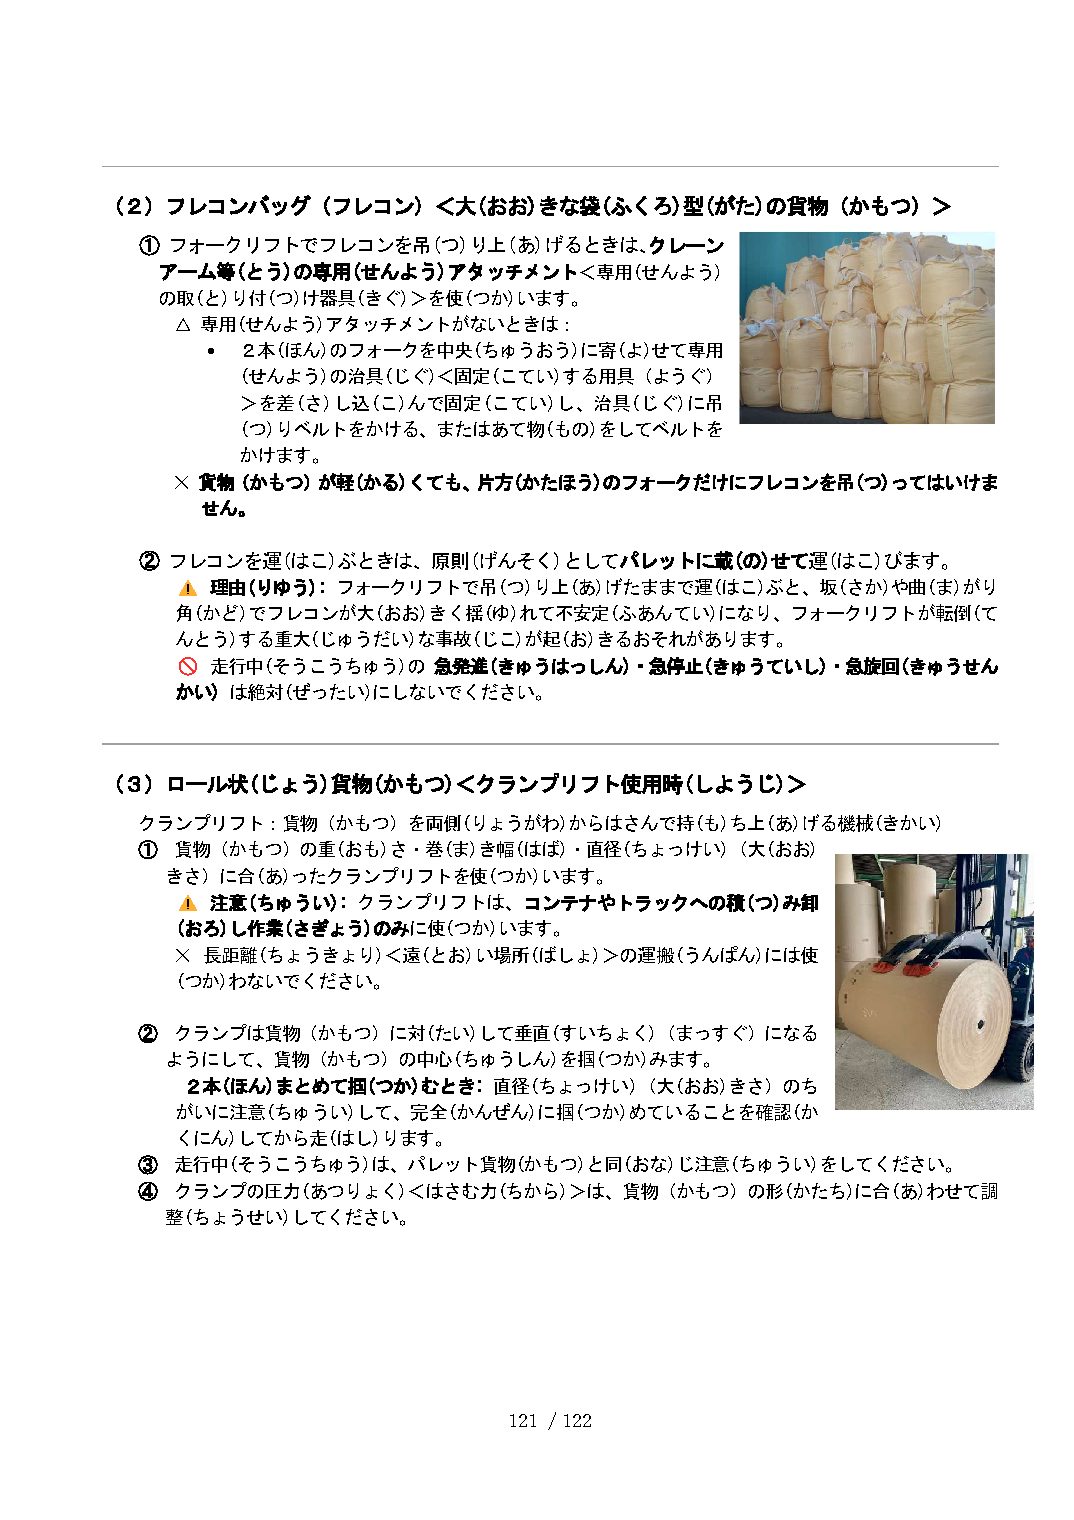 （２）フレコンバッグ（フレコン）＜大(おお)きな袋(ふくろ)型(がた)の貨物（かもつ）＞
① フォークリフトでフレコンを吊(つ)り上(あ)げるときは、クレーン
アーム等(とう)の専用(せんよう)アタッチメント＜専用(せんよう)
の取(と)り付(つ)け器具(きぐ)＞を使(つか)います。
△ 専用(せんよう)アタッチメントがないときは：
• ２本(ほん)のフォークを中央(ちゅうおう)に寄(よ)せて専用
(せんよう)の治具(じぐ)＜固定(こてい)する用具（ようぐ）
＞を差(さ)し込(こ)んで固定(こてい)し、治具(じぐ)に吊
(つ)りベルトをかける、またはあて物(もの)をしてベルトを
かけます。
× 貨物（かもつ）が軽(かる)くても、片方(かたほう)のフォークだけにフレコンを吊(つ)ってはいけま
せん。
② フレコンを運(はこ)ぶときは、原則(げんそく)としてパレットに載(の)せて運(はこ)びます。
⚠ 理由(りゆう)：フォークリフトで吊(つ)り上(あ)げたままで運(はこ)ぶと、坂(さか)や曲(ま)がり
角(かど)でフレコンが大(おお)きく揺(ゆ)れて不安定(ふあんてい)になり、フォークリフトが転倒(て
んとう)する重大(じゅうだい)な事故(じこ)が起(お)きるおそれがあります。
🚫 走行中(そうこうちゅう)の 急発進(きゅうはっしん)・急停止(きゅうていし)・急旋回(きゅうせん
かい) は絶対(ぜったい)にしないでください。
（３）ロール状(じょう)貨物(かもつ)＜クランプリフト使用時(しようじ)＞
クランプリフト：貨物（かもつ）を両側(りょうがわ)からはさんで持(も)ち上(あ)げる機械(きかい)
① 貨物（かもつ）の重(おも)さ・巻(ま)き幅(はば)・直径(ちょっけい)（大(おお)
きさ）に合(あ)ったクランプリフトを使(つか)います。
⚠ 注意(ちゅうい)：クランプリフトは、コンテナやトラックへの積(つ)み卸
(おろ)し作業(さぎょう)のみに使(つか)います。
× 長距離(ちょうきょり)＜遠(とお)い場所(ばしょ)＞の運搬(うんぱん)には使
(つか)わないでください。
② クランプは貨物（かもつ）に対(たい)して垂直(すいちょく)（まっすぐ）になる
ようにして、貨物（かもつ）の中心(ちゅうしん)を掴(つか)みます。
２本(ほん)まとめて掴(つか)むとき：直径(ちょっけい)（大(おお)きさ）のち
がいに注意(ちゅうい)して、完全(かんぜん)に掴(つか)めていることを確認(か
くにん)してから走(はし)ります。
③ 走行中(そうこうちゅう)は、パレット貨物(かもつ)と同(おな)じ注意(ちゅうい)をしてください。
④ クランプの圧力(あつりょく)＜はさむ力(ちから)＞は、貨物（かもつ）の形(かたち)に合(あ)わせて調
整(ちょうせい)してください。
121 / 122